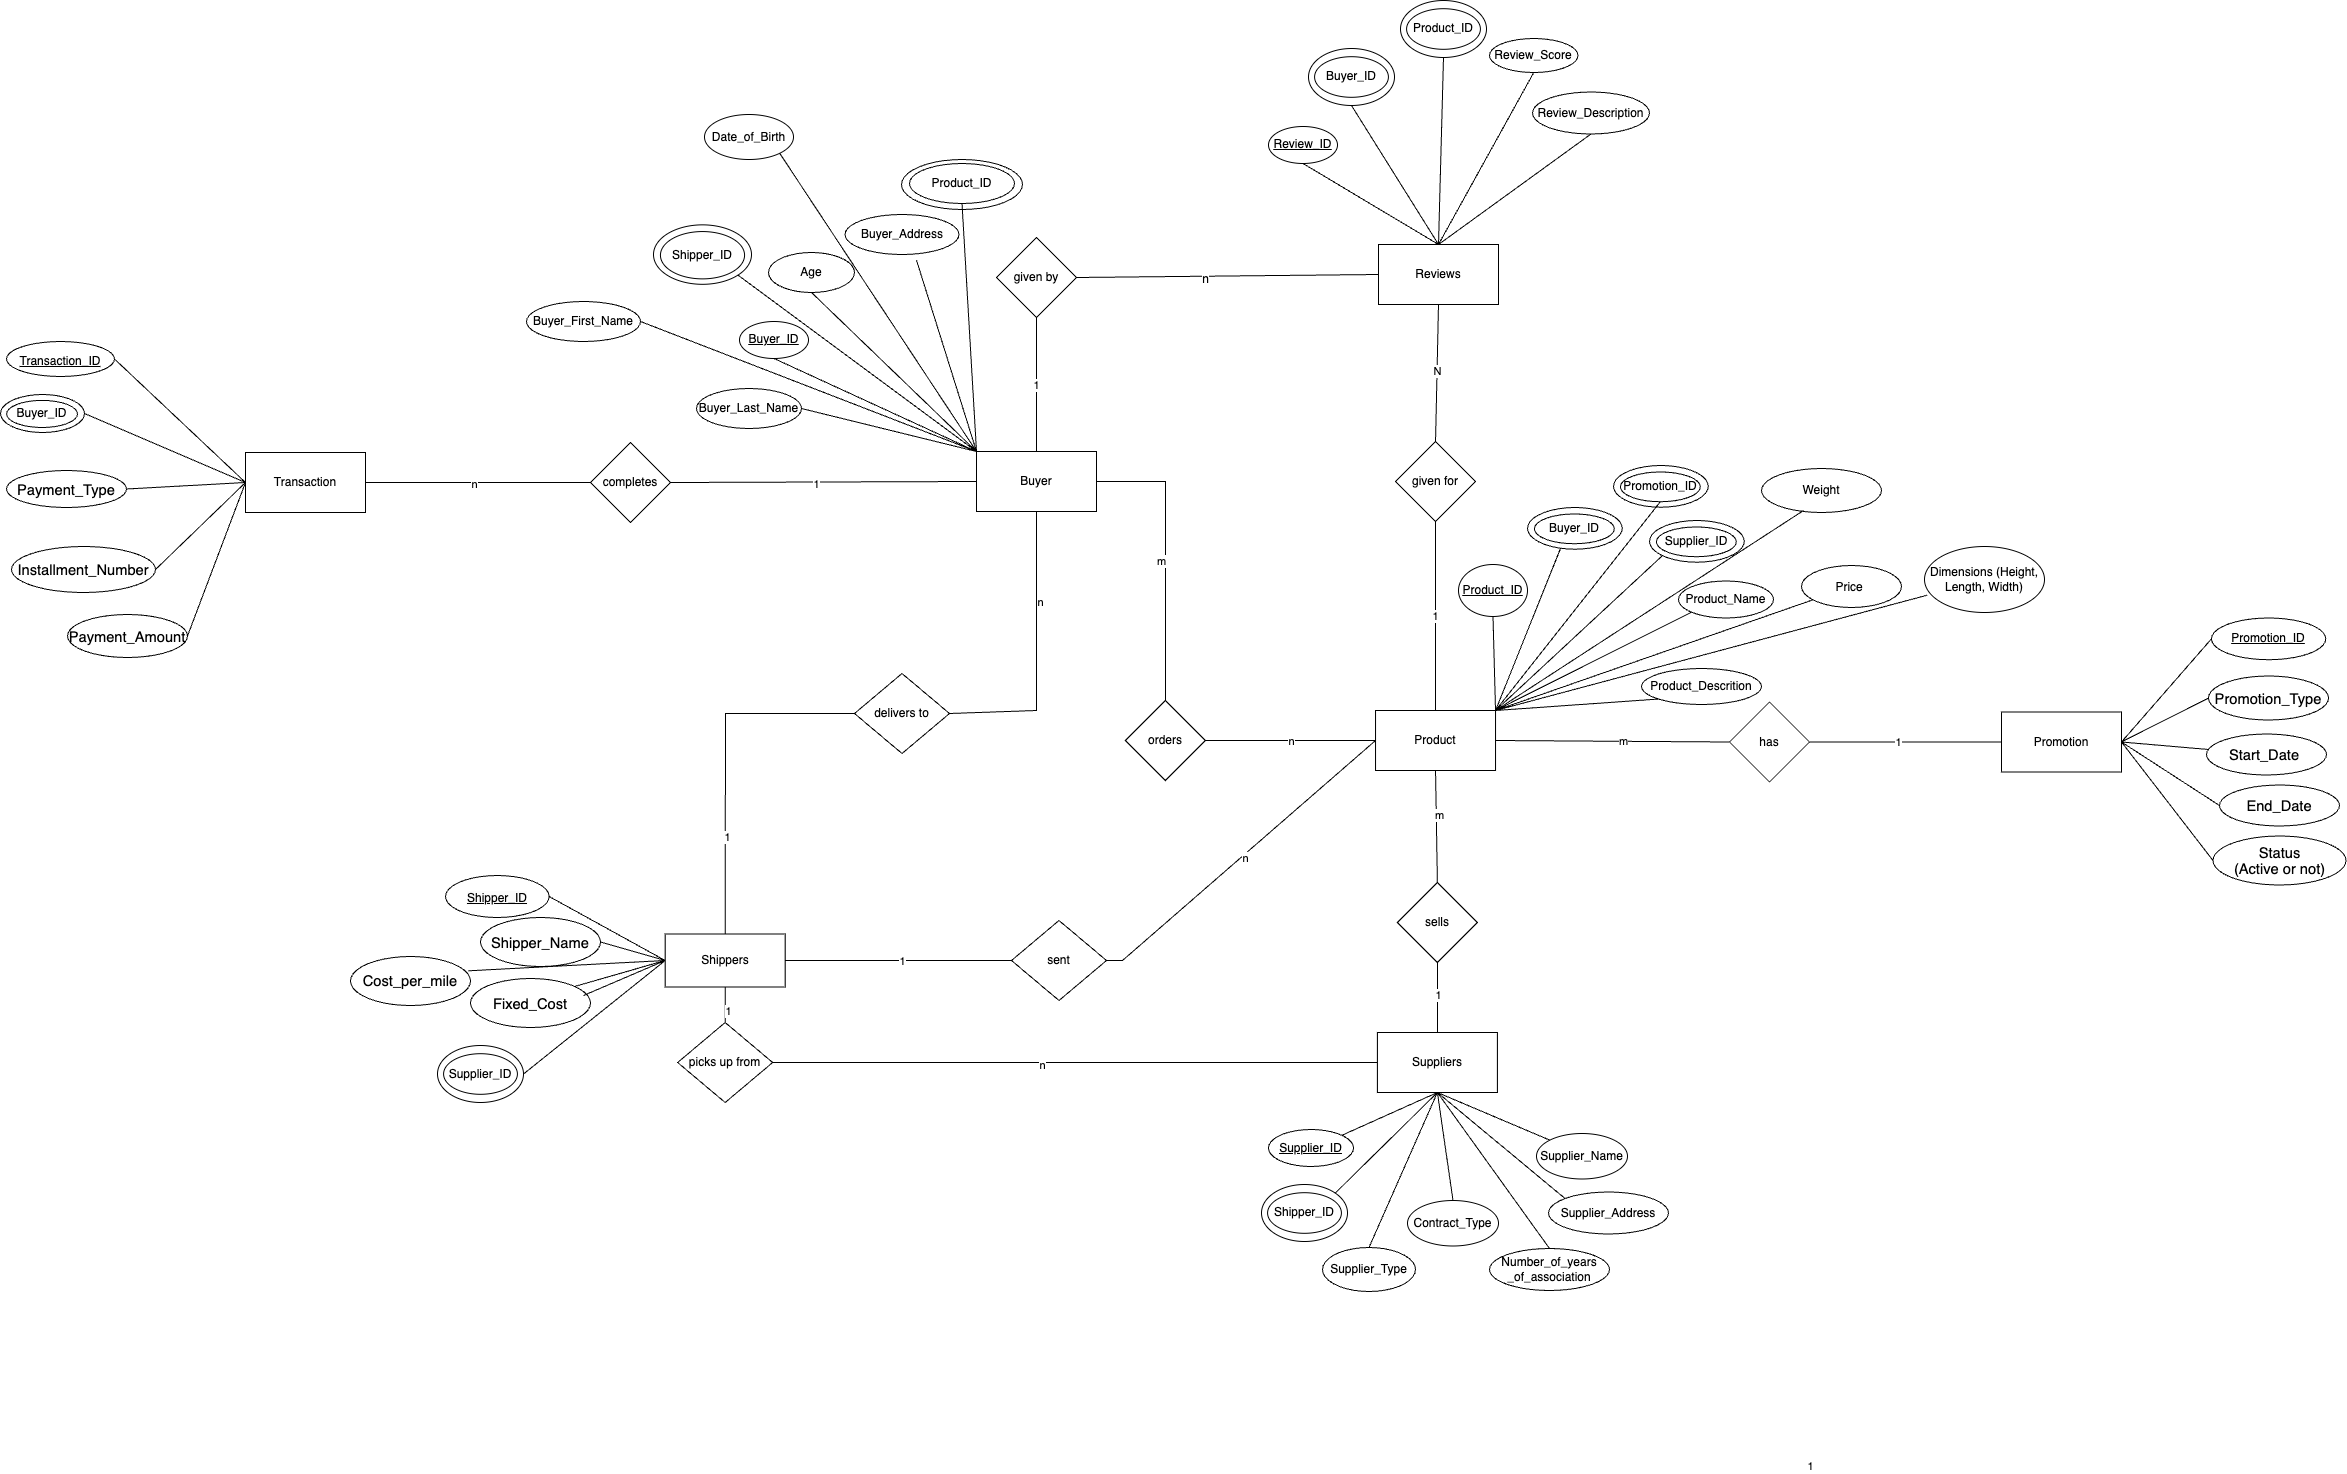 Product_ID
Review_Score
Buyer_ID
Review_Description
Review_ID
Date_of_Birth
Product_ID
Buyer_Address
Shipper_ID
Age
Buyer_First_Name
Buyer_ID
Buyer_Last_Name
given by
n
Reviews
1
N
Transaction_ID
Buyer_ID
Payment_Type
Installment_Number
Payment_Amount
Transaction
n
completes
1
Buyer
given for
m
n
1
Promotion_ID
Weight
Buyer_ID
Supplier_ID
Product_ID
Product_Name
Price
Dimensions (Height,
Length, Width)
Product_Descrition
Promotion_ID
Promotion_Type
Start_Date
End_Date
Status
(Active or not)
delivers to
orders
n
Product
m
has
1
Promotion
1
m
n
sells
Shipper_ID
Shipper_Name
Cost_per_mile
Fixed_Cost
Supplier_ID
Shippers
1
sent
1
1
picks up from
n
Suppliers
Supplier_ID
Supplier_Name
Shipper_ID
Contract_Type
Supplier_Address
Supplier_Type
Number_of_years
_of_association
1